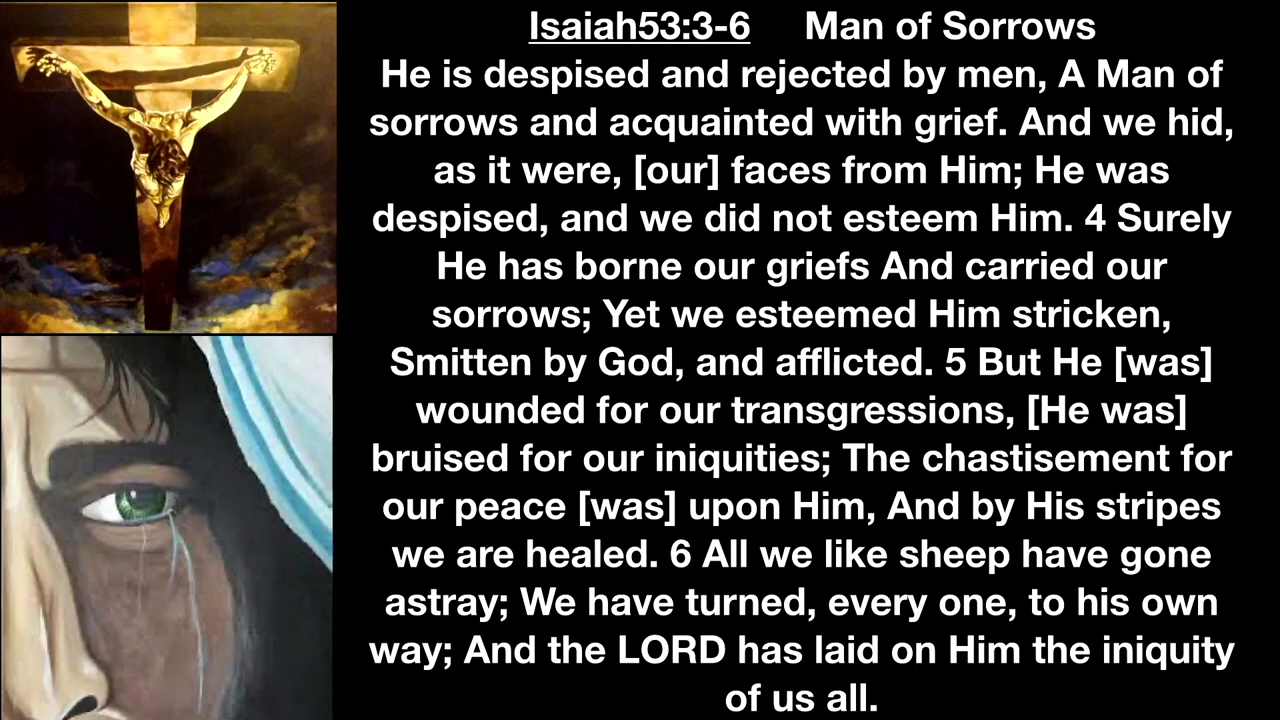 Isaiah53:3-6 Man of Sorrows
He is despised and rejected by men, A Man of
sorrows and acquainted with grief. And we hid,
as it were, [our] faces from Him; He was
despised, and we did not esteem Him. 4 Surely
He has borne our griefs And carried our
sorrows; Yet we esteemed Him stricken,
Smitten by God, and afflicted. 5 But He [was]
wounded for our transgressions, [He was]
bruised for our iniquities; The chastisement for
our peace [was] upon Him, And by His stripes
we are healed. 6 All we like sheep have gone
astray; We have turned, every one, to his own
way; And the LORD has laid on Him the iniquity
of us all.